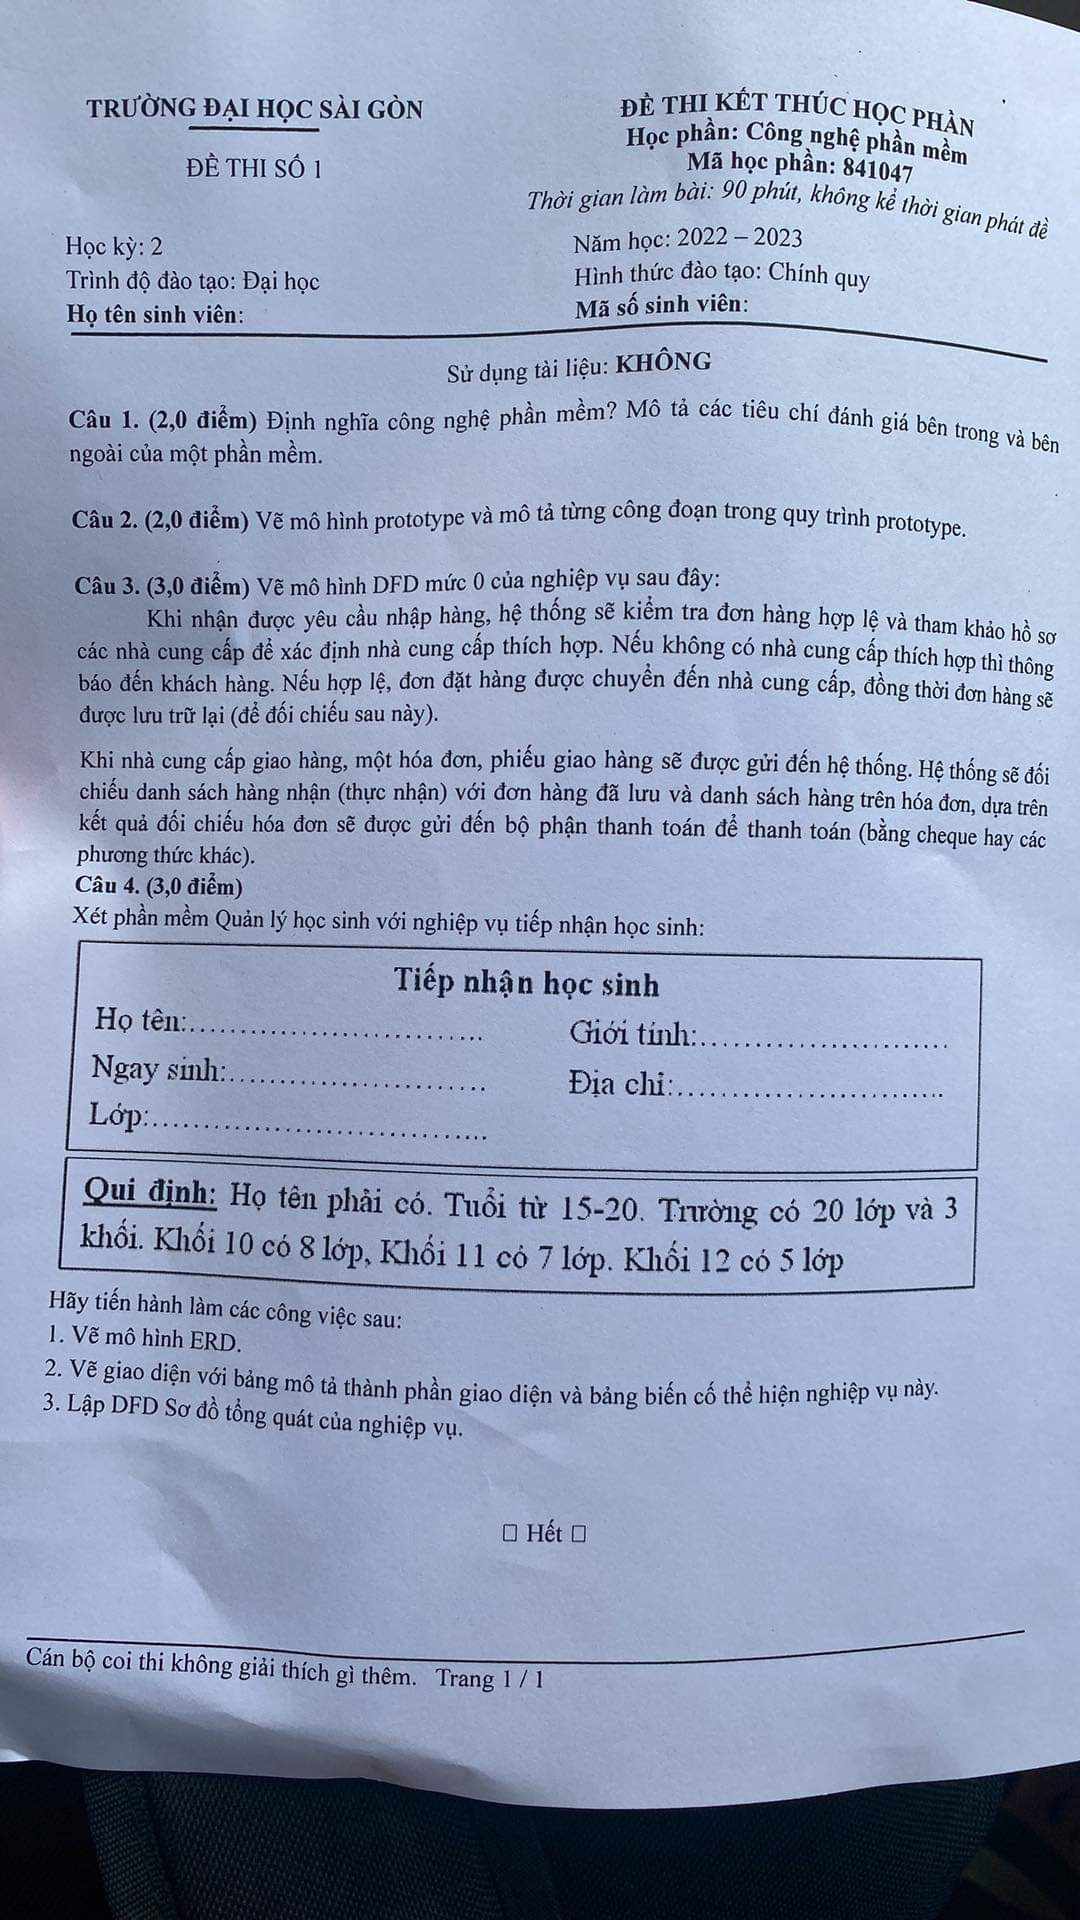 TRƯỜNG ĐẠI HỌC SÀI GÒN
ĐỀ THI SỐ 1
ĐỀ THI KẾT THÚC HỌC PHẦN
Học phần: Công nghệ phần mềm
Mã học phần: 841047
Thời gian làm bài: 90 phút, không kể thời gian phát đề
Học kỳ: 2
Trình độ đào tạo: Đại học
Họ tên sinh viên:
Năm học: 2022 – 2023
Hình thức đào tạo: Chính quy
Mã số sinh viên:
Sử dụng tài liệu: KHÔNG
Câu 1. (2,0 điểm) Định nghĩa công nghệ phần mềm? Mô tả các tiêu chí đánh giá bên trong và bên
ngoài của một phần mềm.
Câu 2. (2,0 điểm) Vẽ mô hình prototype và mô tả từng công đoạn trong quy trình prototype.
Câu 3. (3,0 điểm) Vẽ mô hình DFD mức 0 của nghiệp vụ sau đây:
Khi nhận được yêu cầu nhập hàng, hệ thống sẽ kiểm tra đơn hàng hợp lệ và tham khảo hồ sơ
các nhà cung cấp để xác định nhà cung cấp thích hợp. Nếu không có nhà cung cấp thích hợp thì thông
báo đến khách hàng. Nếu hợp lệ, đơn đặt hàng được chuyển đến nhà cung cấp, đồng thời đơn hàng sẽ
được lưu trữ lại (để đối chiếu sau này).
Khi nhà cung cấp giao hàng, một hóa đơn, phiếu giao hàng sẽ được gửi đến hệ thống. Hệ thống sẽ đối
chiếu danh sách hàng nhận (thực nhận) với đơn hàng đã lưu và danh sách hàng trên hóa đơn, dựa trên
kết quả đối chiếu hóa đơn sẽ được gửi đến bộ phận thanh toán để thanh toán (bằng cheque hay các
phương thức khác).
Câu 4. (3,0 điểm)
Xét phần mềm Quản lý học sinh với nghiệp vụ tiếp nhận học sinh:
Tiếp nhận học sinh
Họ tên:.............................. Giới tính:.........................
Ngay sinh:.......................... Địa chỉ:...........................
Lớp:..................................
Qui định: Họ tên phải có. Tuổi từ 15-20. Trường có 20 lớp và 3
khối. Khối 10 có 8 lớp, Khối 11 có 7 lớp. Khối 12 có 5 lớp
Hãy tiến hành làm các công việc sau:
1. Vẽ mô hình ERD.
2. Vẽ giao diện với bảng mô tả thành phần giao diện và bảng biến cố thể hiện nghiệp vụ này.
3. Lập DFD Sơ đồ tổng quát của nghiệp vụ.
□ Hết □
Cán bộ coi thi không giải thích gì thêm. Trang 1 / 1